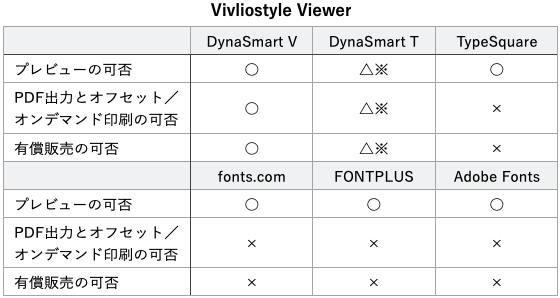 Vivliostyle Viewer
DynaSmart V DynaSmart T TypeSquare
プレビューの可否 ○ △※ ○
PDF出力とオフセット／
オンデマンド印刷の可否 ○ △※ ×
有償販売の可否 ○ △※ ×
fonts.com FONTPLUS Adobe Fonts
プレビューの可否 ○ ○ ○
PDF出力とオフセット／
オンデマンド印刷の可否 × × ×
有償販売の可否 × × ×